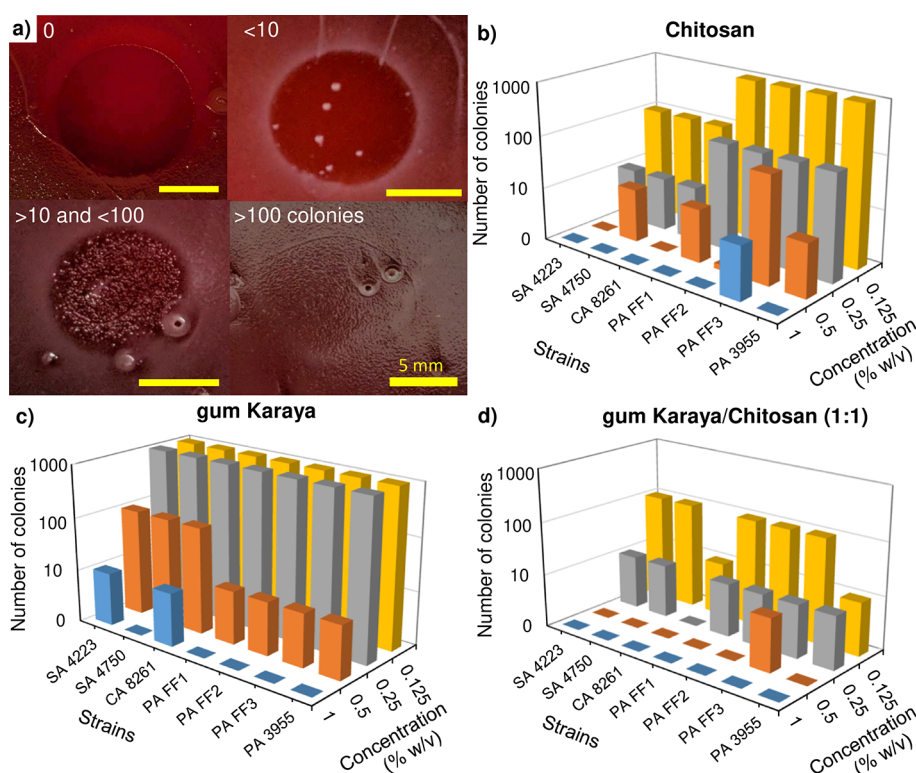 a)
0
<10
>10 and <100
>100 colonies
5 mm
b)
Chitosan
Number of colonies
1000
100
10
0
SA 4223
SA 4750
CA 8261
PA FF1
PA FF2
PA FF3
PA 3955
Strains
1
0.5
0.25
0.125
Concentration
(% w/v)
c)
gum Karaya
Number of colonies
1000
100
10
0
SA 4223
SA 4750
CA 8261
PA FF1
PA FF2
PA FF3
PA 3955
Strains
1
0.5
0.25
0.125
Concentration
(% w/v)
d)
gum Karaya/Chitosan (1:1)
Number of colonies
1000
100
10
0
SA 4223
SA 4750
CA 8261
PA FF1
PA FF2
PA FF3
PA 3955
Strains
1
0.5
0.25
0.125
Concentration
(% w/v)